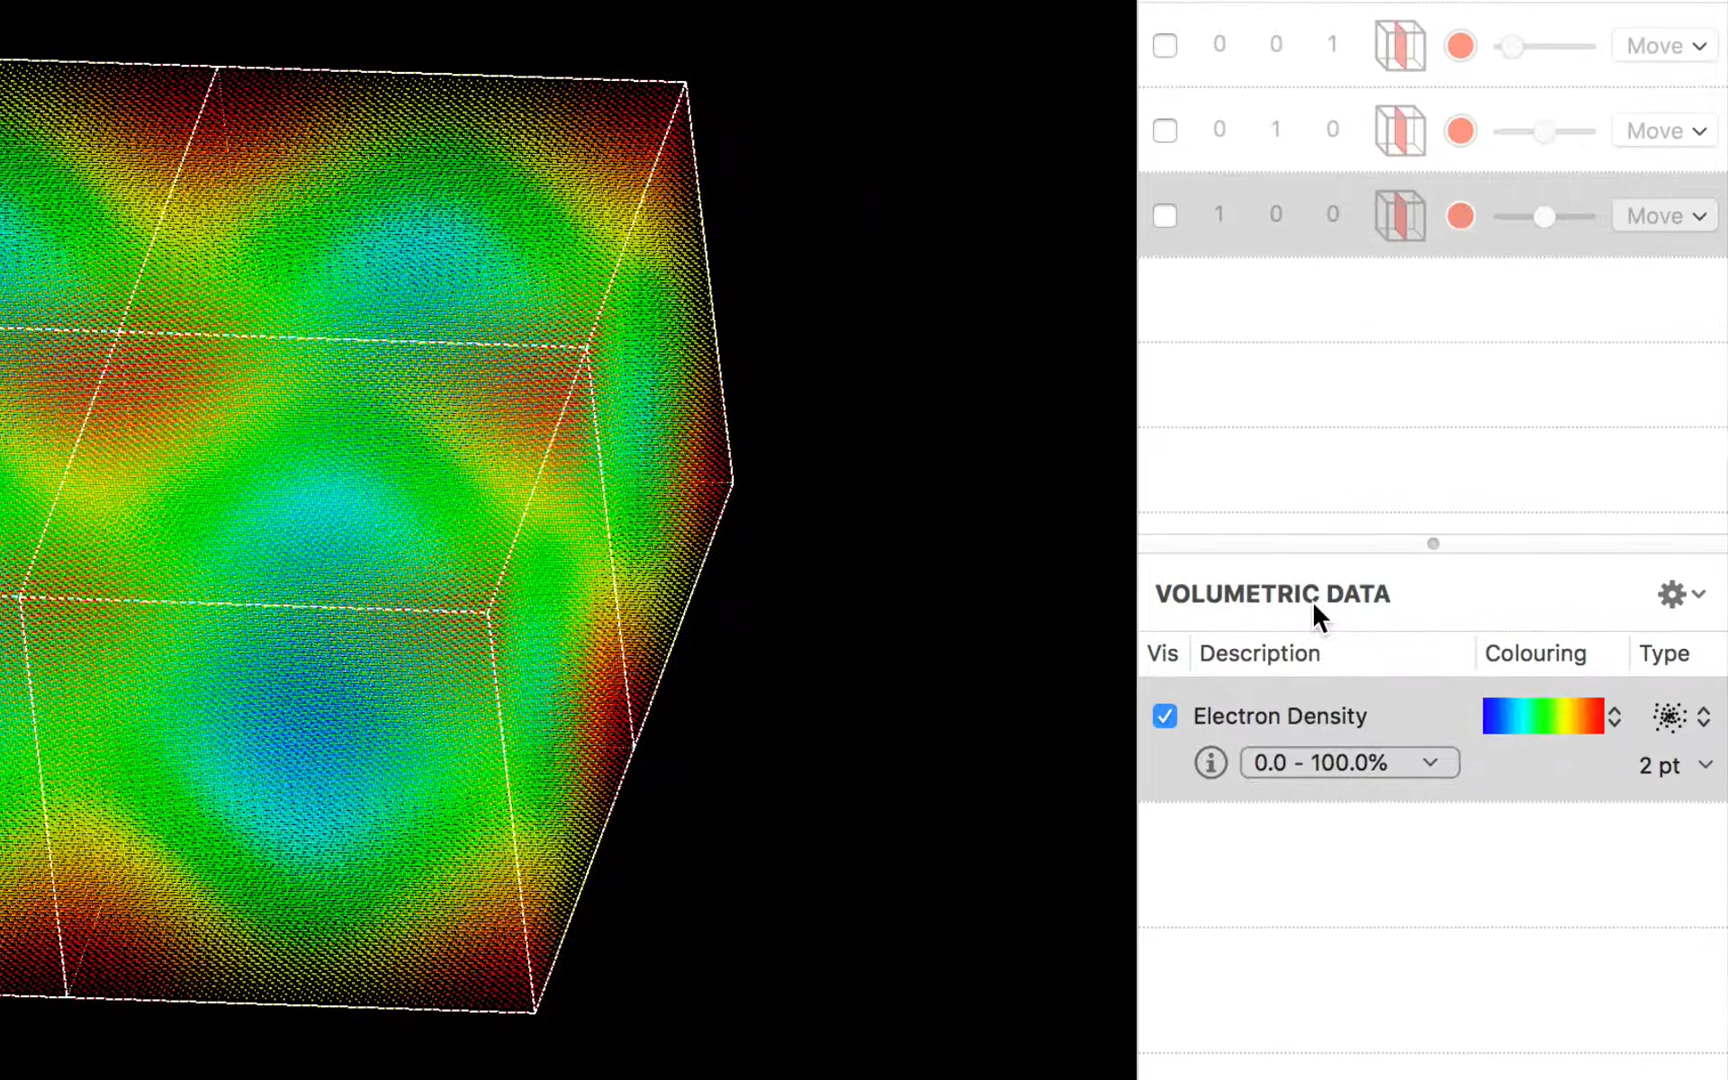 0 0 1 Move
0 1 0 Move
1 0 0 Move
VOLUMETRIC DATA
Vis Description Colouring Type
Electron Density
i 0.0 - 100.0% 2 pt